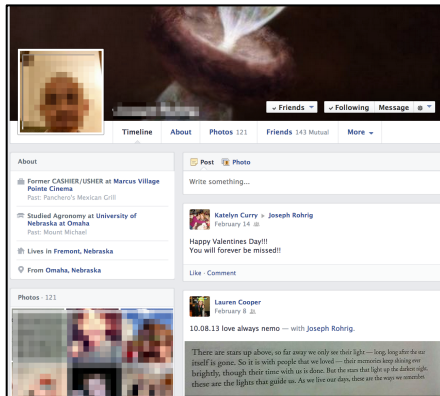 Friends
Following
Message
Timeline
About
Photos 121
Friends 143 Mutual
More
About
Former CASHIER/USHER at Marcus Village
Pointe Cinema
Past: Panchero's Mexican Grill
Studied Agronomy at University of
Nebraska at Omaha
Past: Mount Michael
Lives in Fremont, Nebraska
From Omaha, Nebraska
Photos · 121
Post
Photo
Write something...
Katelyn Curry ▸ Joseph Rohrig
February 14
Happy Valentines Day!!!
You will forever be missed!!
Like · Comment
Lauren Cooper
February 8
10.08.13 love always nemo — with Joseph Rohrig.
There are stars up above, so far away we only see their light — long, long after the star
itself is gone. So it is with people that we loved — their memories keep shining ever
brightly, though their time with us is done. But the stars that light up the darkest night,
these are the lights that guide us. As we live our days, these are the ways we remember.